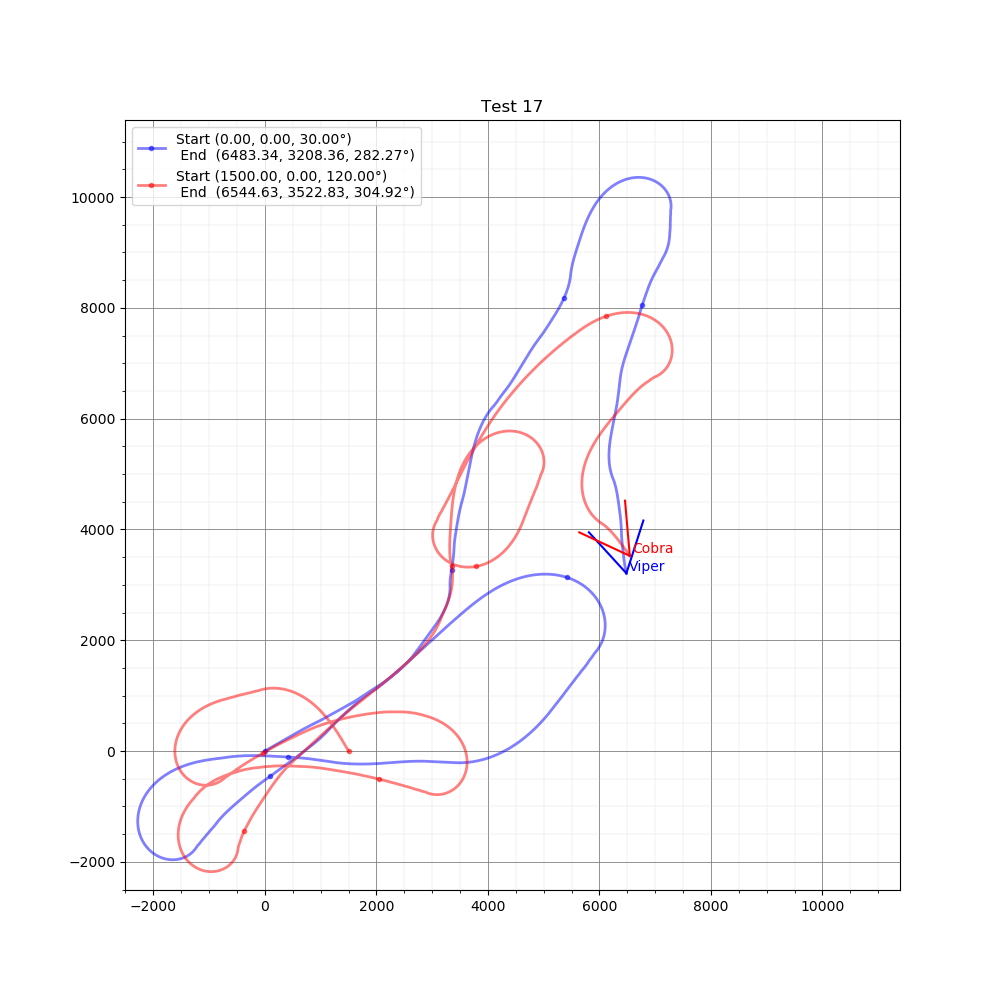 Test 17
Start (0.00, 0.00, 30.00°)
End (6483.34, 3208.36, 282.27°)
Start (1500.00, 0.00, 120.00°)
End (6544.63, 3522.83, 304.92°)
10000
8000
6000
4000
2000
0
−2000
Cobra
Viper
−2000 0 2000 4000 6000 8000 10000